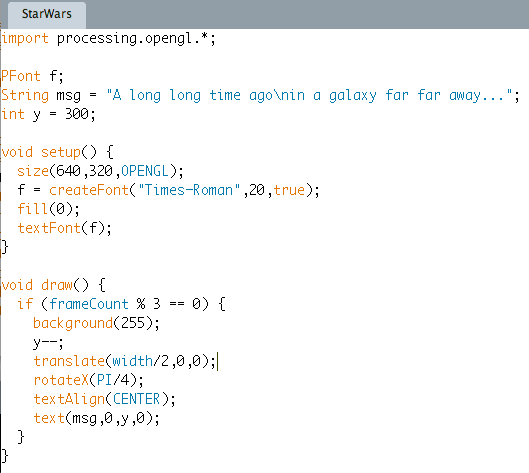 StarWars
import processing.opengl.*;

PFont f;
String msg = "A long long time ago\nin a galaxy far far away...";
int y = 300;

void setup() {
  size(640,320,OPENGL);
  f = createFont("Times-Roman",20,true);
  fill(0);
  textFont(f);
}

void draw() {
  if (frameCount % 3 == 0) {
    background(255);
    y--;
    translate(width/2,0,0);
    rotateX(PI/4);
    textAlign(CENTER);
    text(msg,0,y,0);
  }
}